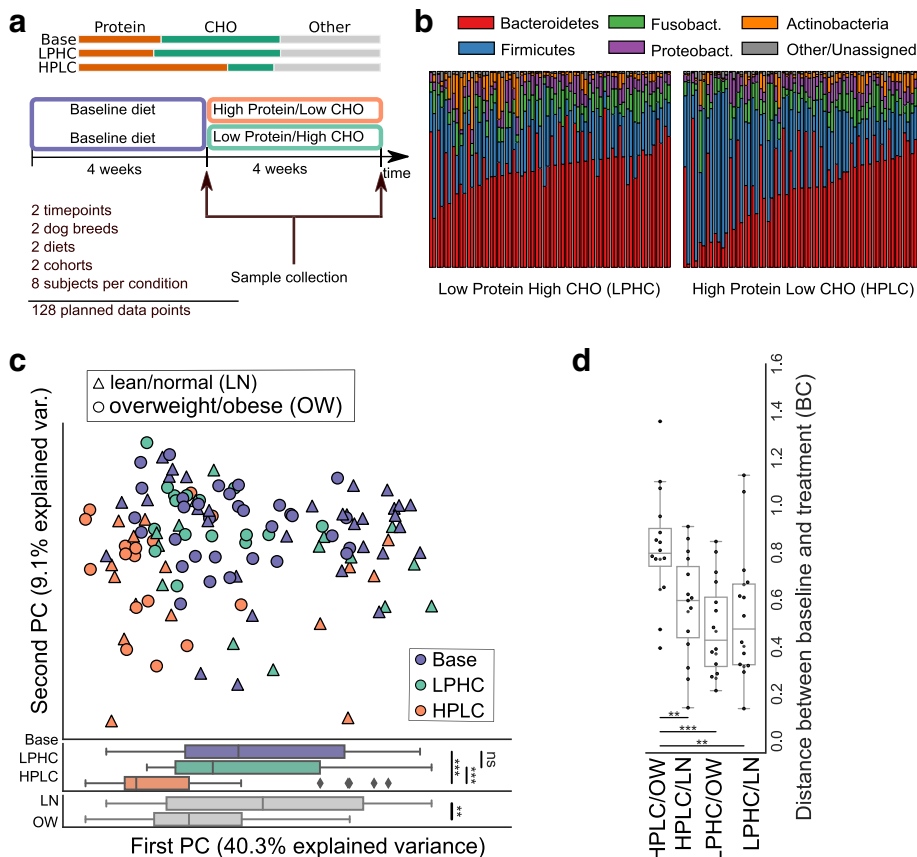 a
Protein CHO Other
Base
LPHC
HPLC
Baseline diet High Protein/Low CHO
Baseline diet Low Protein/High CHO
4 weeks 4 weeks time
2 timepoints
2 dog breeds
2 diets
2 cohorts
8 subjects per condition
128 planned data points
Sample collection
b
Bacteroidetes Fusobact. Actinobacteria
Firmicutes Proteobact. Other/Unassigned
Low Protein High CHO (LPHC) High Protein Low CHO (HPLC)
c
lean/normal (LN)
overweight/obese (OW)
Second PC (9.1% explained var.)
Base
LPHC
HPLC
Base
LPHC
HPLC
LN
OW
ns
***
***
**
First PC (40.3% explained variance)
d
1.6
1.4
1.2
1.0
0.8
0.6
0.4
0.2
0.0
Distance between baseline and treatment (BC)
**
***
**
HPLC/OW
HPLC/LN
LPHC/OW
LPHC/LN